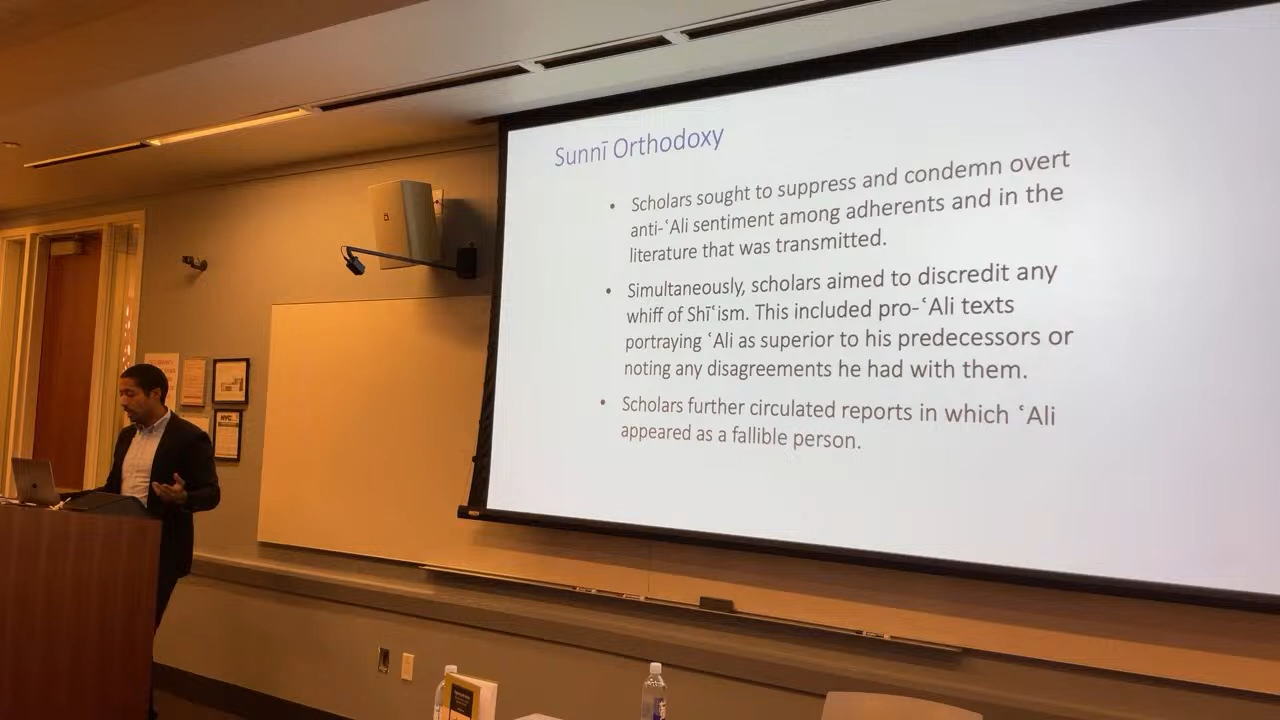 Sunnī Orthodoxy
• Scholars sought to suppress and condemn overt
anti-ʿAli sentiment among adherents and in the
literature that was transmitted.
• Simultaneously, scholars aimed to discredit any
whiff of Shīʿism. This included pro-ʿAli texts
portraying ʿAli as superior to his predecessors or
noting any disagreements he had with them.
• Scholars further circulated reports in which ʿAli
appeared as a fallible person.
NYC